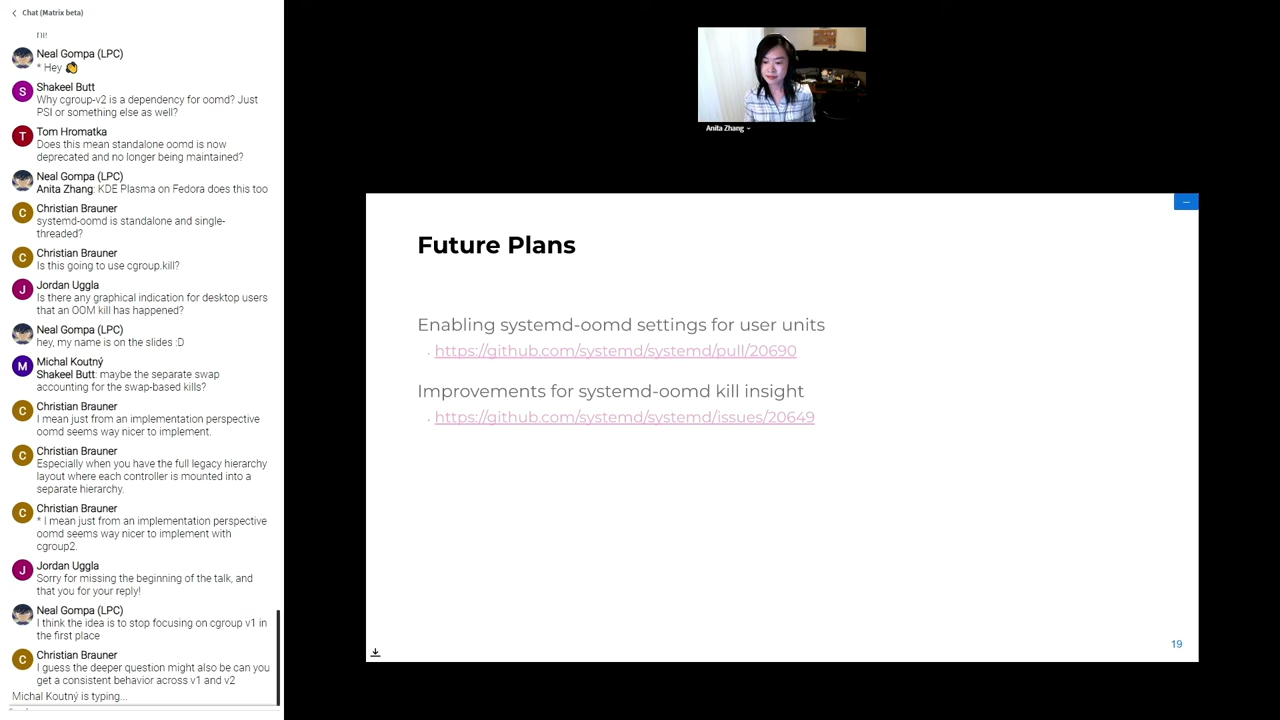 Chat (Matrix beta)
Neal Gompa (LPC)
* Hey 👋
Shakeel Butt
Why cgroup-v2 is a dependency for oomd? Just
PSI or something else as well?
Tom Hromatka
Does this mean standalone oomd is now
deprecated and no longer being maintained?
Neal Gompa (LPC)
Anita Zhang: KDE Plasma on Fedora does this too
Christian Brauner
systemd-oomd is standalone and single-
threaded?
Christian Brauner
Is this going to use cgroup.kill?
Jordan Uggla
Is there any graphical indication for desktop users
that an OOM kill has happened?
Neal Gompa (LPC)
hey, my name is on the slides :D
Michal Koutný
Shakeel Butt: maybe the separate swap
accounting for the swap-based kills?
Christian Brauner
I mean just from an implementation perspective
oomd seems way nicer to implement.
Christian Brauner
Especially when you have the full legacy hierarchy
layout where each controller is mounted into a
separate hierarchy.
Christian Brauner
* I mean just from an implementation perspective
oomd seems way nicer to implement with
cgroup2.
Jordan Uggla
Sorry for missing the beginning of the talk, and
that you for your reply!
Neal Gompa (LPC)
I think the idea is to stop focusing on cgroup v1 in
the first place
Christian Brauner
I guess the deeper question might also be can you
get a consistent behavior across v1 and v2
Michal Koutný is typing...
S
T
C
C
J
M
C
C
C
J
C
Anita Zhang
Future Plans
Enabling systemd-oomd settings for user units
https://github.com/systemd/systemd/pull/20690
Improvements for systemd-oomd kill insight
https://github.com/systemd/systemd/issues/20649
19